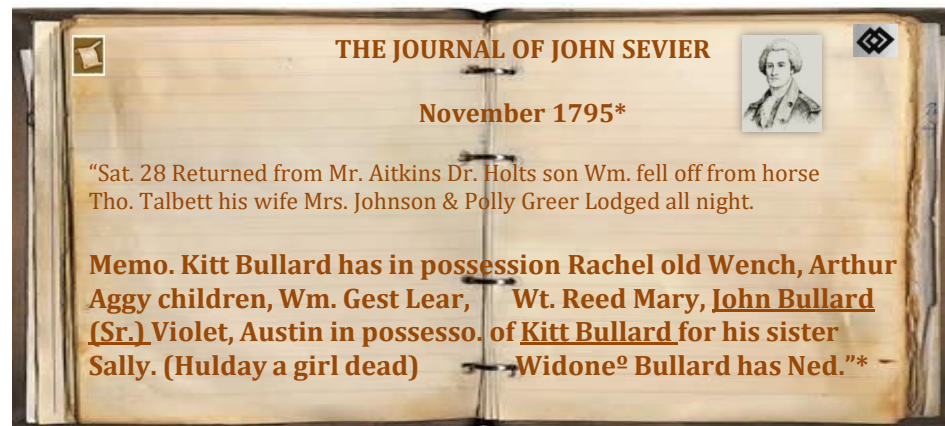 THE JOURNAL OF JOHN SEVIER
November 1795*
“Sat. 28 Returned from Mr. Aitkins Dr. Holts son Wm. fell off from horse
Tho. Talbett his wife Mrs. Johnson & Polly Greer Lodged all night.
Memo. Kitt Bullard has in possession Rachel old Wench, Arthur
Aggy children, Wm. Gest Lear, Wt. Reed Mary, John Bullard
(Sr.) Violet, Austin in possesso. of Kitt Bullard for his sister
Sally. (Hulday a girl dead) Widoneº Bullard has Ned.”*